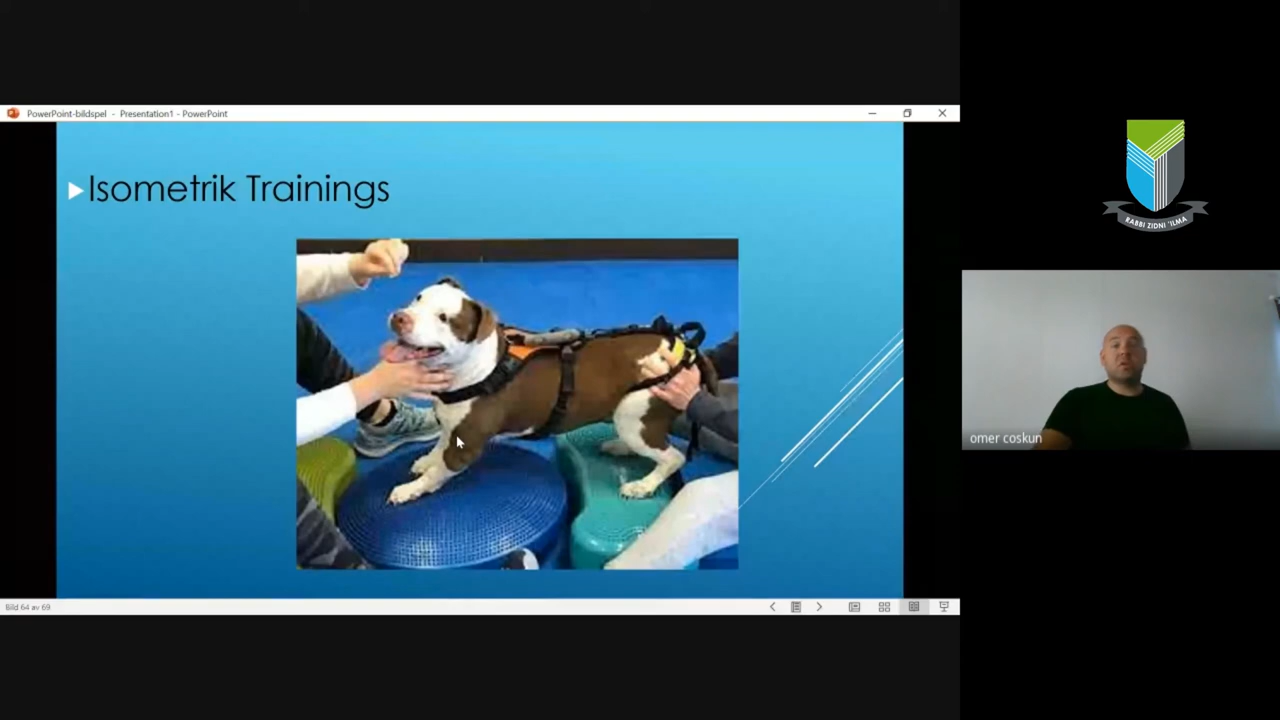 PowerPoint-bildspel - Presentation1 - PowerPoint
Isometrik Trainings
RABBI ZIDNI 'ILMA
omer coskun
Bild 64 av 69